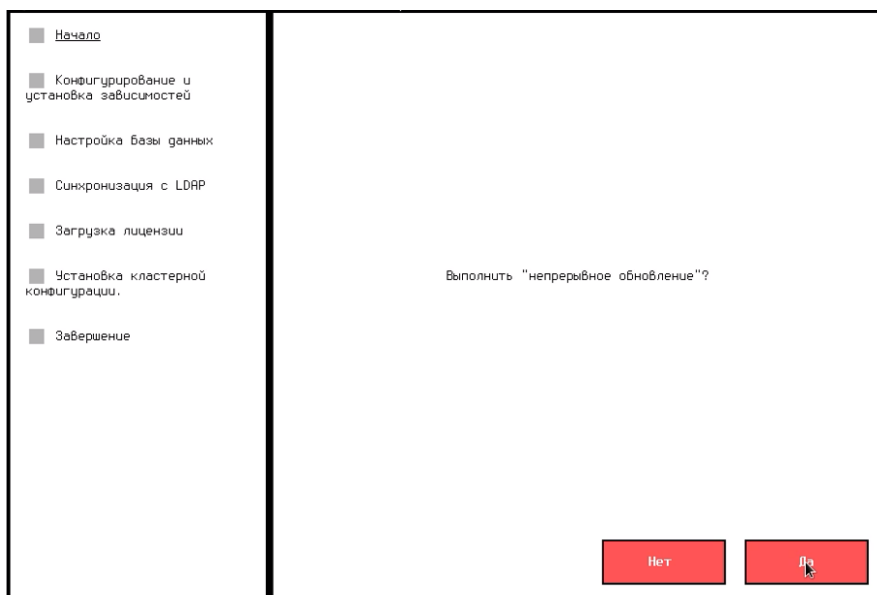 Начало
Конфигурирование и
установка зависимостей
Настройка базы данных
Синхронизация с LDAP
Загрузка лицензии
Установка кластерной
конфигурации.
Завершение
Выполнить "непрерывное обновление"?
Нет
Да